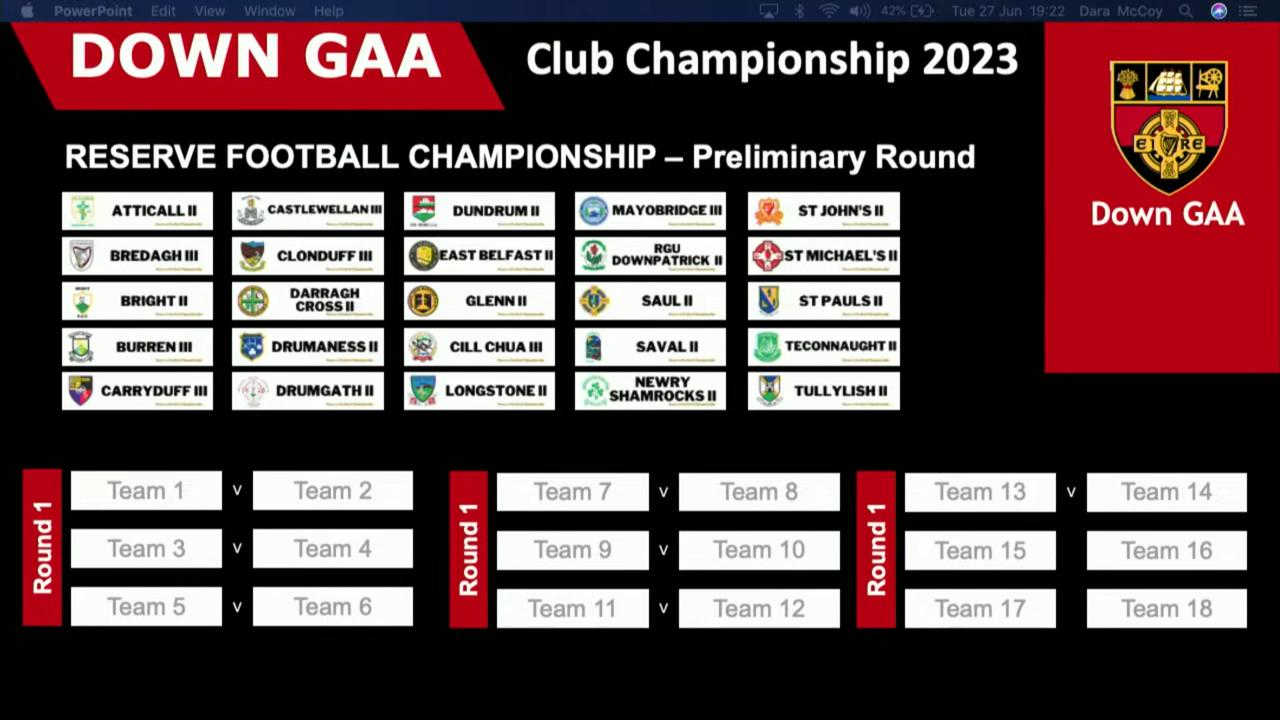 PowerPoint Edit View Window Help 42% Tue 27 Jun 19:22 Dara McCoy
DOWN GAA
Club Championship 2023
RESERVE FOOTBALL CHAMPIONSHIP – Preliminary Round
EIRE
Down GAA
ATTICALL II CASTLEWELLAN III DUNDRUM II MAYOBRIDGE III ST JOHN'S II
BREDAGH III CLONDUFF III EAST BELFAST II RGU DOWNPATRICK II ST MICHAEL'S II
BRIGHT II DARRAGH CROSS II GLENN II SAUL II ST PAULS II
BURREN III DRUMANESS II CILL CHUA III SAVAL II TECONNAUGHT II
CARRYDUFF III DRUMGATH II LONGSTONE II NEWRY SHAMROCKS II TULLYLISH II
Round 1
Team 1 v Team 2
Team 3 v Team 4
Team 5 v Team 6
Round 1
Team 7 v Team 8
Team 9 v Team 10
Team 11 v Team 12
Round 1
Team 13 v Team 14
Team 15 Team 16
Team 17 Team 18